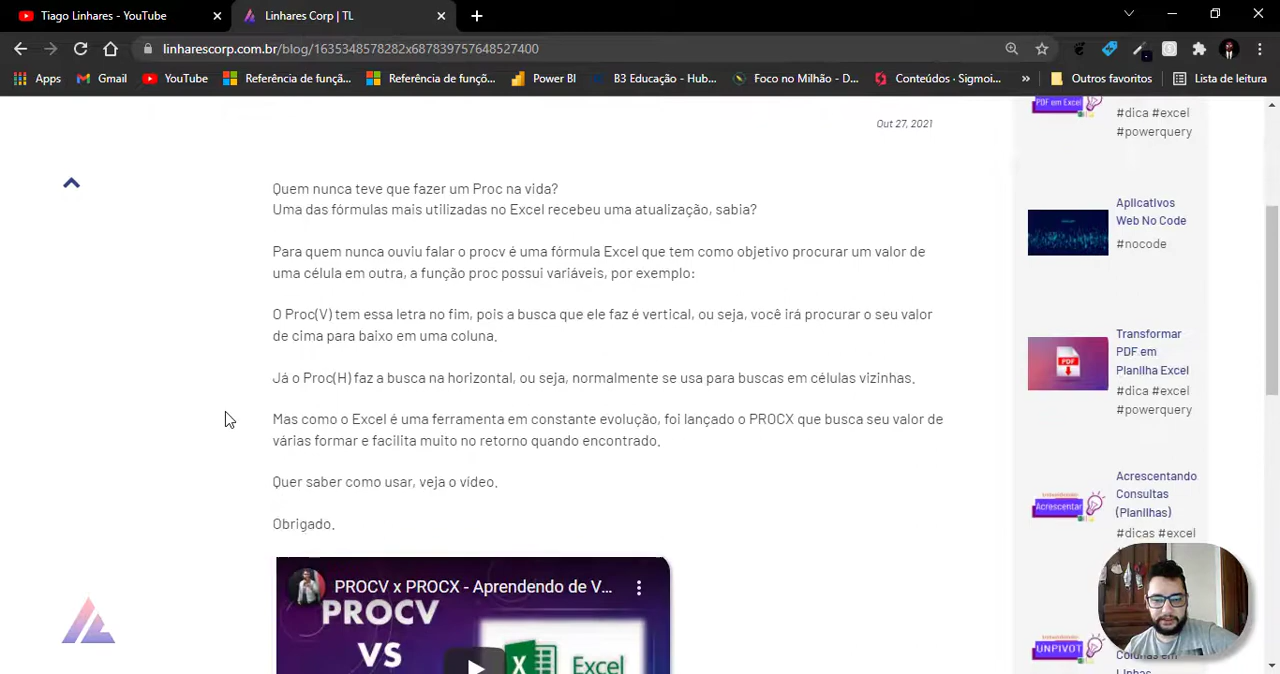 Tiago Linhares - YouTube
Linhares Corp | TL
linharescorp.com.br/blog/1635348578282x687839757648527400
Apps
Gmail
YouTube
Referência de funçã...
Referência de funçõ...
Power BI
B3 Educação - Hub...
Foco no Milhão - D...
Conteúdos · Sigmoi...
»
Outros favoritos
Lista de leitura
Out 27, 2021
Quem nunca teve que fazer um Proc na vida?
Uma das fórmulas mais utilizadas no Excel recebeu uma atualização, sabia?
Para quem nunca ouviu falar o procv é uma fórmula Excel que tem como objetivo procurar um valor de
uma célula em outra, a função proc possui variáveis, por exemplo:
O Proc(V) tem essa letra no fim, pois a busca que ele faz é vertical, ou seja, você irá procurar o seu valor
de cima para baixo em uma coluna.
Já o Proc(H) faz a busca na horizontal, ou seja, normalmente se usa para buscas em células vizinhas.
Mas como o Excel é uma ferramenta em constante evolução, foi lançado o PROCX que busca seu valor de
várias formar e facilita muito no retorno quando encontrado.
Quer saber como usar, veja o vídeo.
Obrigado.
PROCV x PROCX - Aprendendo de V...
PROCV
VS
Excel
PDF em Excel
#dica #excel
#powerquery
Aplicativos
Web No Code
#nocode
PDF
Transformar
PDF em
Planilha Excel
#dica #excel
#powerquery
Acrescentar
Acrescentando
Consultas
(Planilhas)
#dicas #excel
UNPIVOT
Colunas em
Linhas